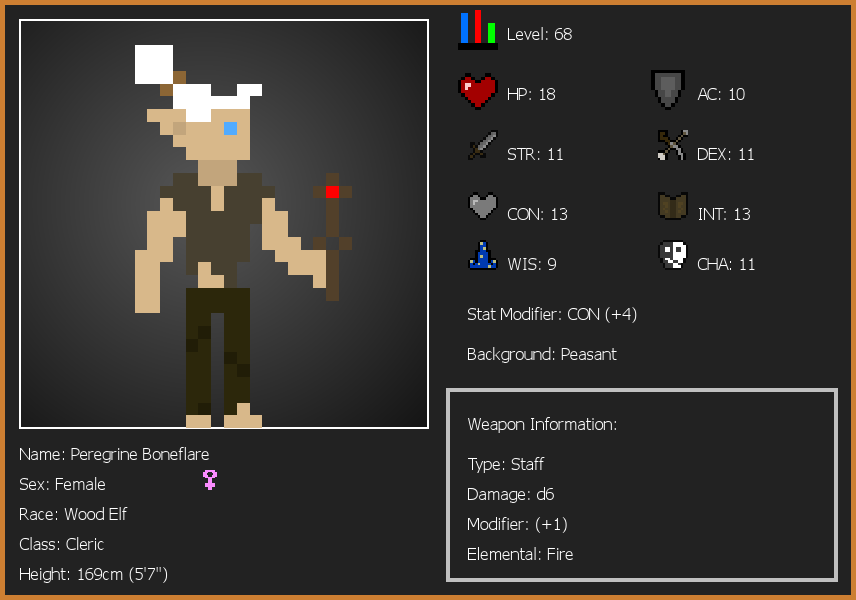 Level: 68
HP: 18
AC: 10
STR: 11
DEX: 11
CON: 13
INT: 13
WIS: 9
CHA: 11
Stat Modifier: CON (+4)
Background: Peasant
Weapon Information:
Type: Staff
Damage: d6
Modifier: (+1)
Elemental: Fire
Name: Peregrine Boneflare
Sex: Female
Race: Wood Elf
Class: Cleric
Height: 169cm (5'7")